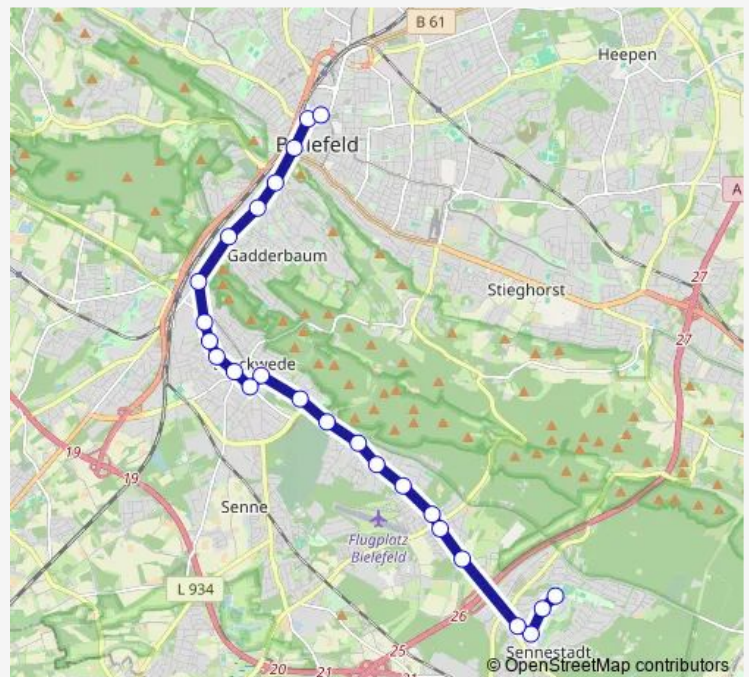 B 61
Heepen
Gadderbaum
A
27
Stieghorst
27
19
19
Senne
Flugplatz
Bielefeld
L 934
26
25
Sennestadt
20
21
© OpenStreetMap contributors